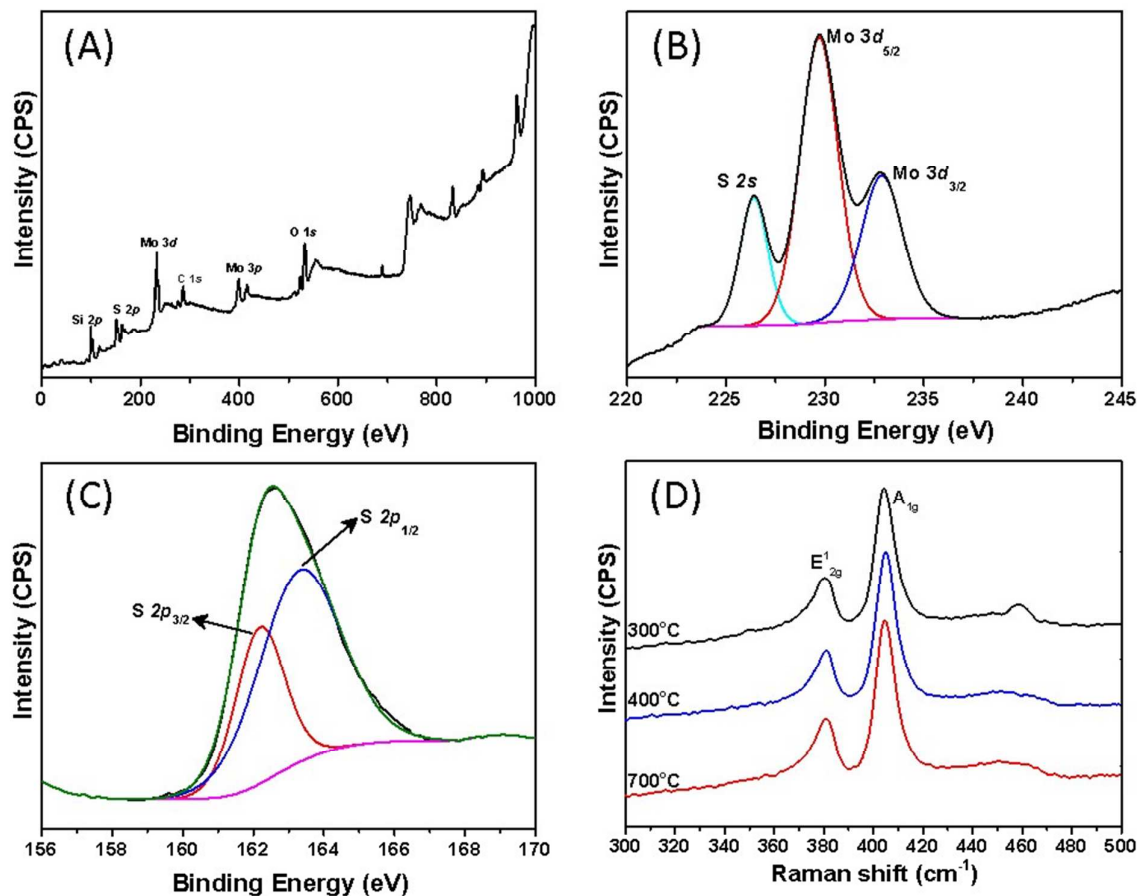 (A)
Intensity (CPS)
Si 2p
S 2p
Mo 3d
C 1s
Mo 3p
O 1s
0 200 400 600 800 1000
Binding Energy (eV)
(B)
Intensity (CPS)
S 2s
Mo 3d5/2
Mo 3d3/2
220 225 230 235 240 245
Binding Energy (eV)
(C)
Intensity (CPS)
S 2p1/2
S 2p3/2
156 158 160 162 164 166 168 170
Binding Energy (eV)
(D)
Intensity (CPS)
A1g
E¹2g
300°C
400°C
700°C
300 320 340 360 380 400 420 440 460 480 500
Raman shift (cm⁻¹)